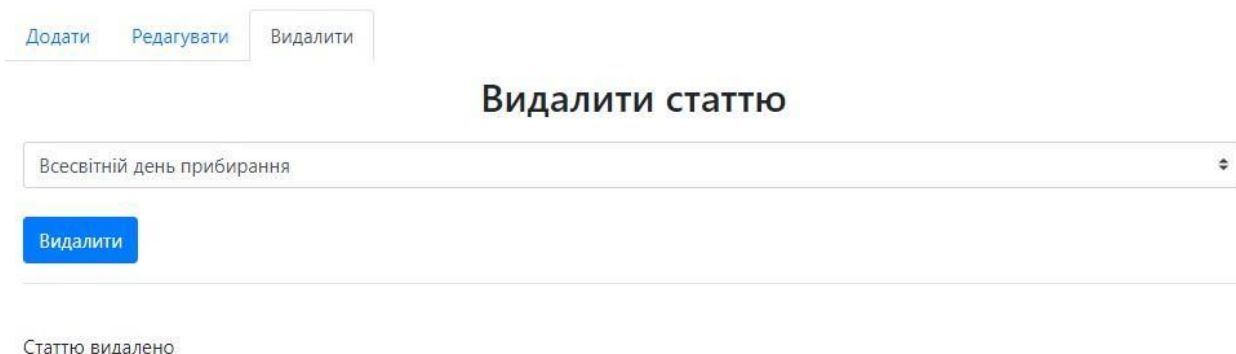 Додати Редагувати Видалити
Видалити статтю
Всесвітній день прибирання
Видалити
Статтю видалено